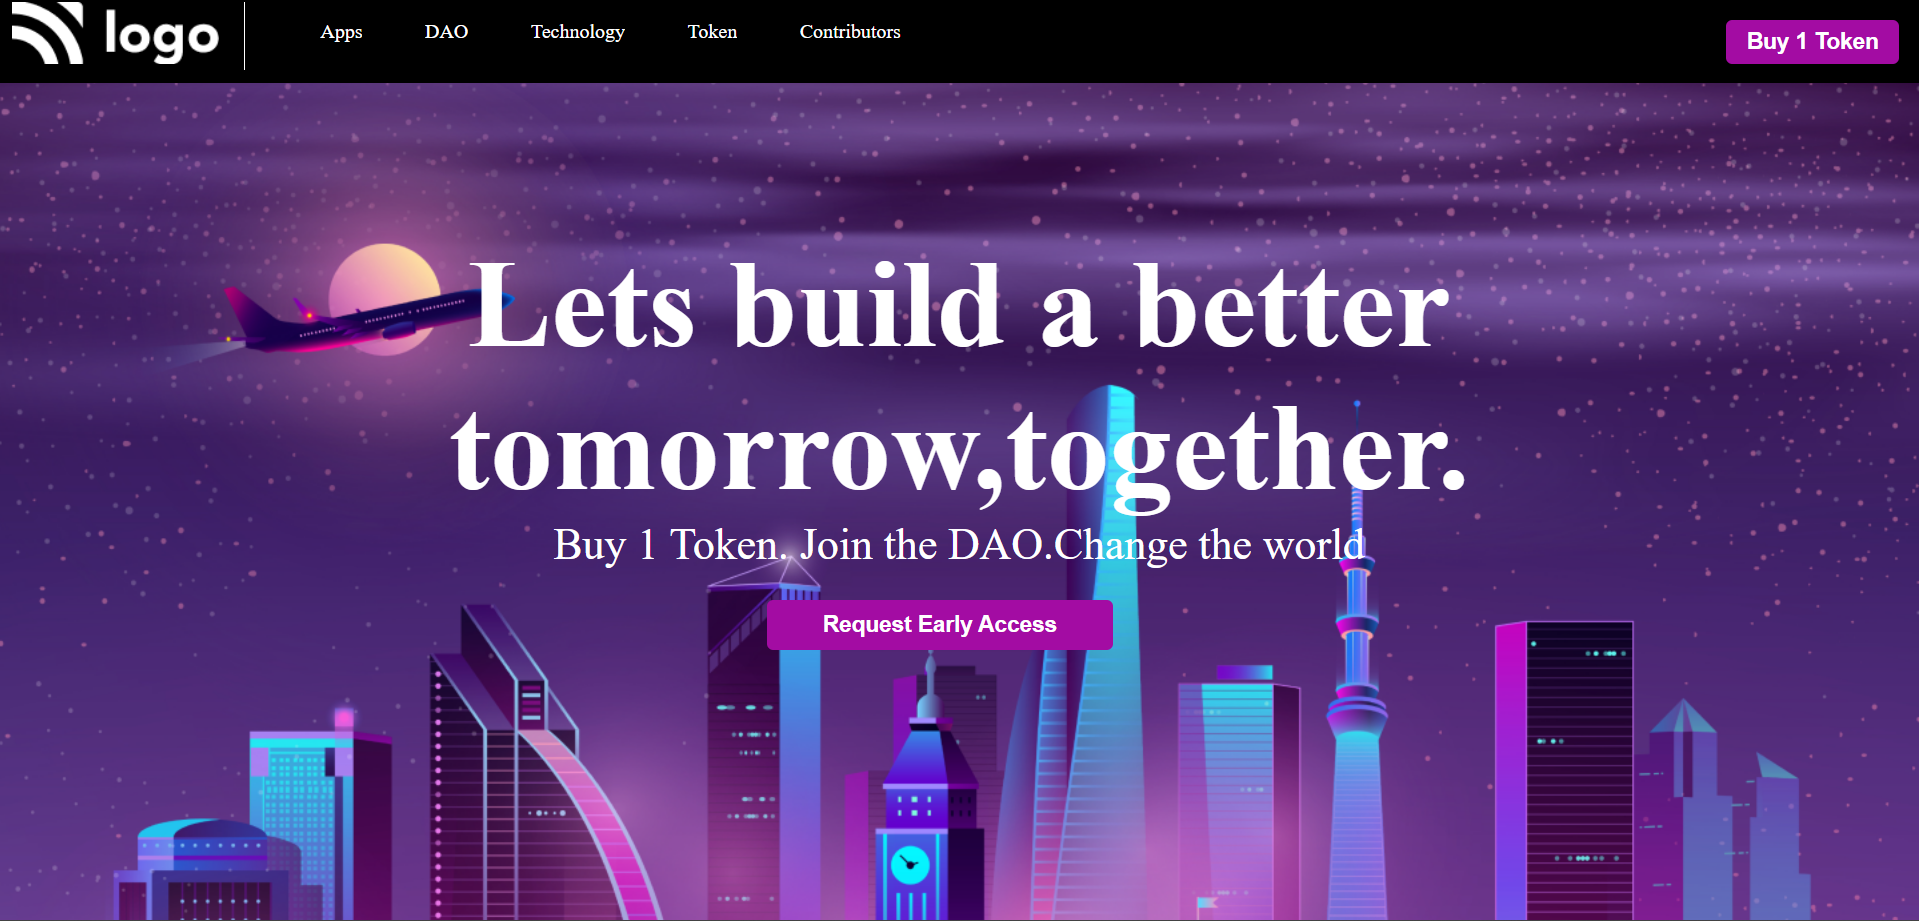 logo
Apps
DAO
Technology
Token
Contributors
Buy 1 Token
Lets build a better
tomorrow,together.
Buy 1 Token. Join the DAO.Change the world
Request Early Access